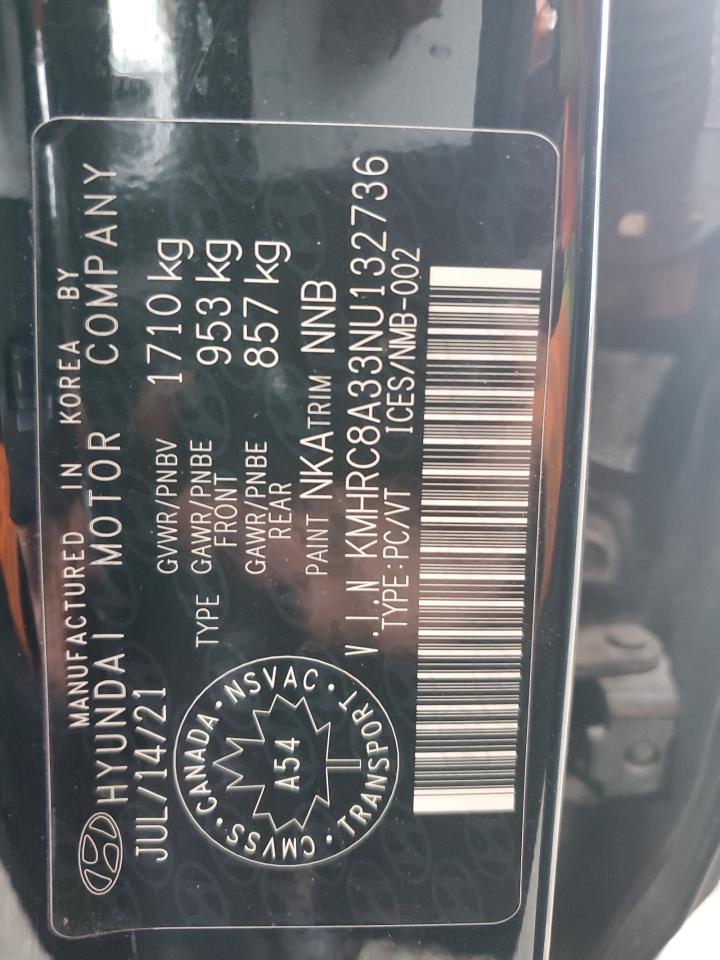 MANUFACTURED IN KOREA BY
HYUNDAI MOTOR COMPANY
JUL/14/21
GVWR/PNBV 1710 kg
TYPE GAWR/PNBE FRONT 953 kg
GAWR/PNBE REAR 857 kg
PAINT NKA TRIM NNB
V.I.N KMHRC8A33NU132736
TYPE:PC/VT ICES/NMB-002
CANADA · NSVAC · TRANSPORT · CMVSS ·
A54